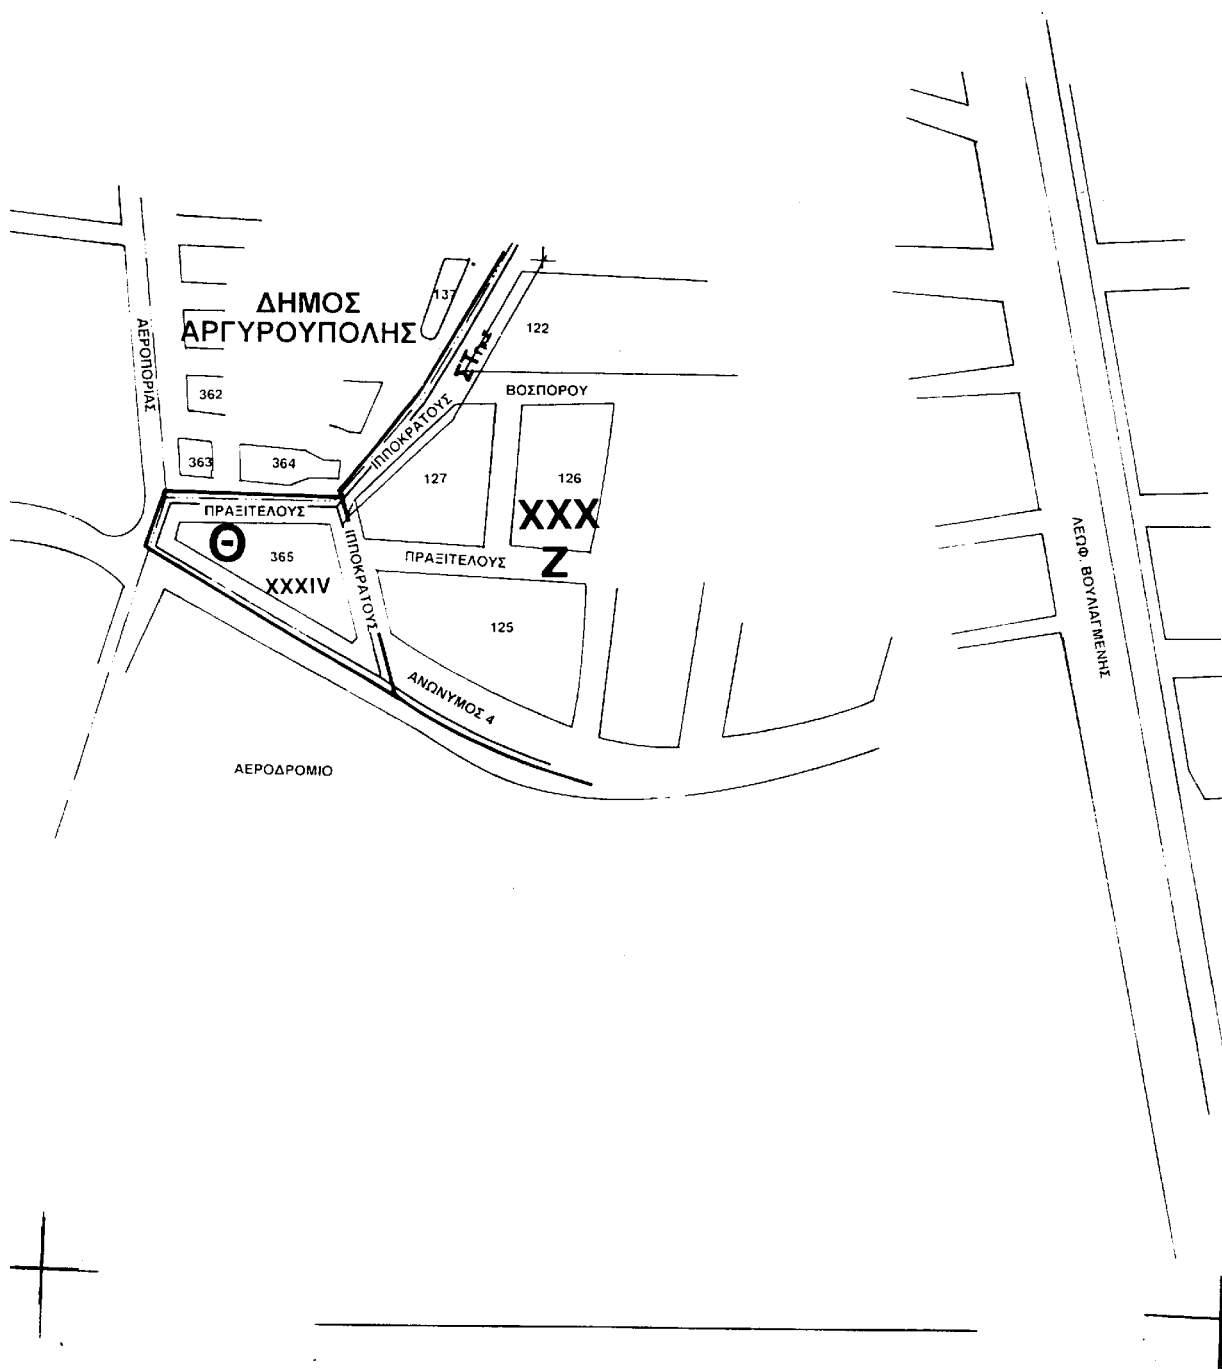 137
ΔΗΜΟΣ
ΑΡΓΥΡΟΥΠΟΛΗΣ
122
ΑΕΡΟΠΟΡΙΑΣ
362
ΒΟΣΠΟΡΟΥ
ΙΠΠΟΚΡΑΤΟΥΣ
363
364
127
126
ΠΡΑΞΙΤΕΛΟΥΣ
XXX
Θ
365
ΙΠΠΟΚΡΑΤΟΥΣ
ΠΡΑΞΙΤΕΛΟΥΣ
Ζ
XXXIV
ΛΕΩΦ. ΒΟΥΛΙΑΓΜΕΝΗΣ
125
ΑΝΩΝΥΜΟΣ 4
ΑΕΡΟΔΡΟΜΙΟ